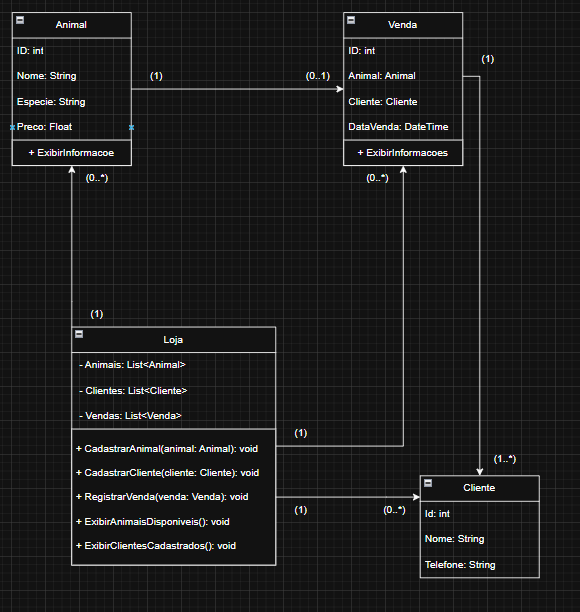 Animal
ID: int
Nome: String
Especie: String
Preco: Float
+ ExibirInformacoe
(1)
(0..1)
Venda
ID: int
Animal: Animal
Cliente: Cliente
DataVenda: DateTime
+ ExibirInformacoes
(1)
(0..*)
(0..*)
(1)
Loja
- Animais: List<Animal>
- Clientes: List<Cliente>
- Vendas: List<Venda>
+ CadastrarAnimal(animal: Animal): void
+ CadastrarCliente(cliente: Cliente): void
+ RegistrarVenda(venda: Venda): void
+ ExibirAnimaisDisponiveis(): void
+ ExibirClientesCadastrados(): void
(1)
(1)
(0..*)
(1..*)
Cliente
Id: int
Nome: String
Telefone: String